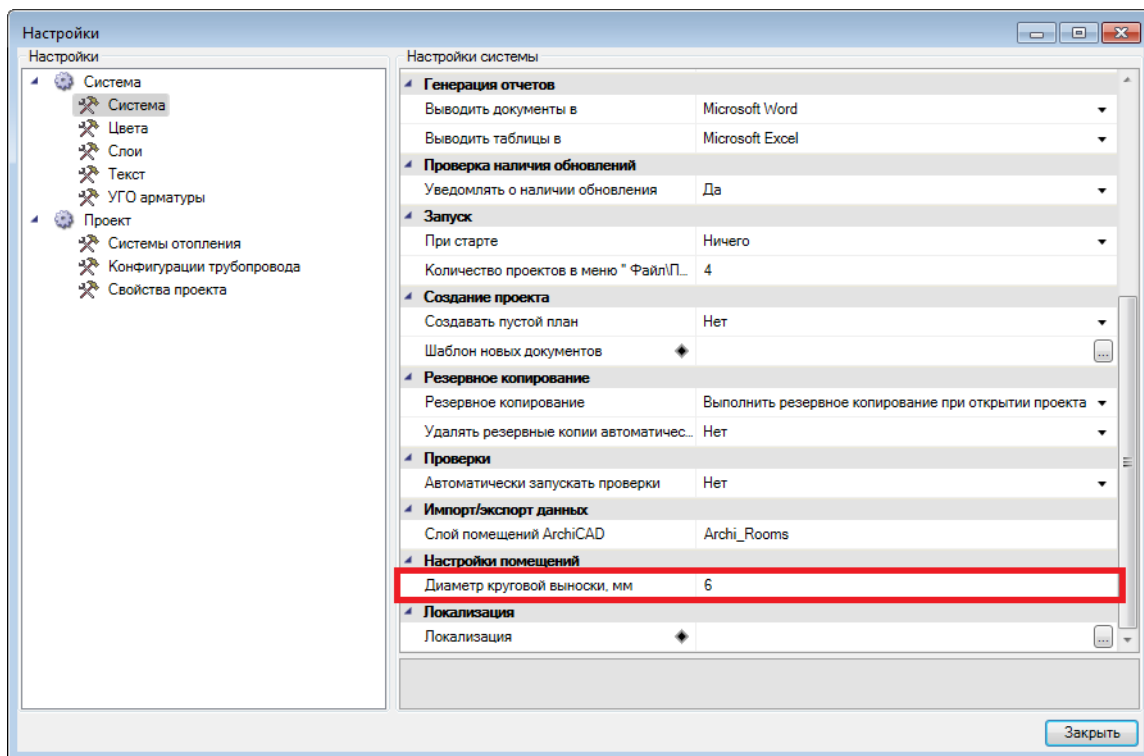 Настройки
Настройки
Система
Система
Цвета
Слои
Текст
УГО арматуры
Проект
Системы отопления
Конфигурации трубопровода
Свойства проекта
Настройки системы
Генерация отчетов
Выводить документы в Microsoft Word
Выводить таблицы в Microsoft Excel
Проверка наличия обновлений
Уведомлять о наличии обновления Да
Запуск
При старте Ничего
Количество проектов в меню " Файл\П... 4
Создание проекта
Создавать пустой план Нет
Шаблон новых документов ...
Резервное копирование
Резервное копирование Выполнить резервное копирование при открытии проекта
Удалять резервные копии автоматичес... Нет
Проверки
Автоматически запускать проверки Нет
Импорт/экспорт данных
Слой помещений ArchiCAD Archi_Rooms
Настройки помещений
Диаметр круговой выноски, мм 6
Локализация
Локализация ...
Закрыть